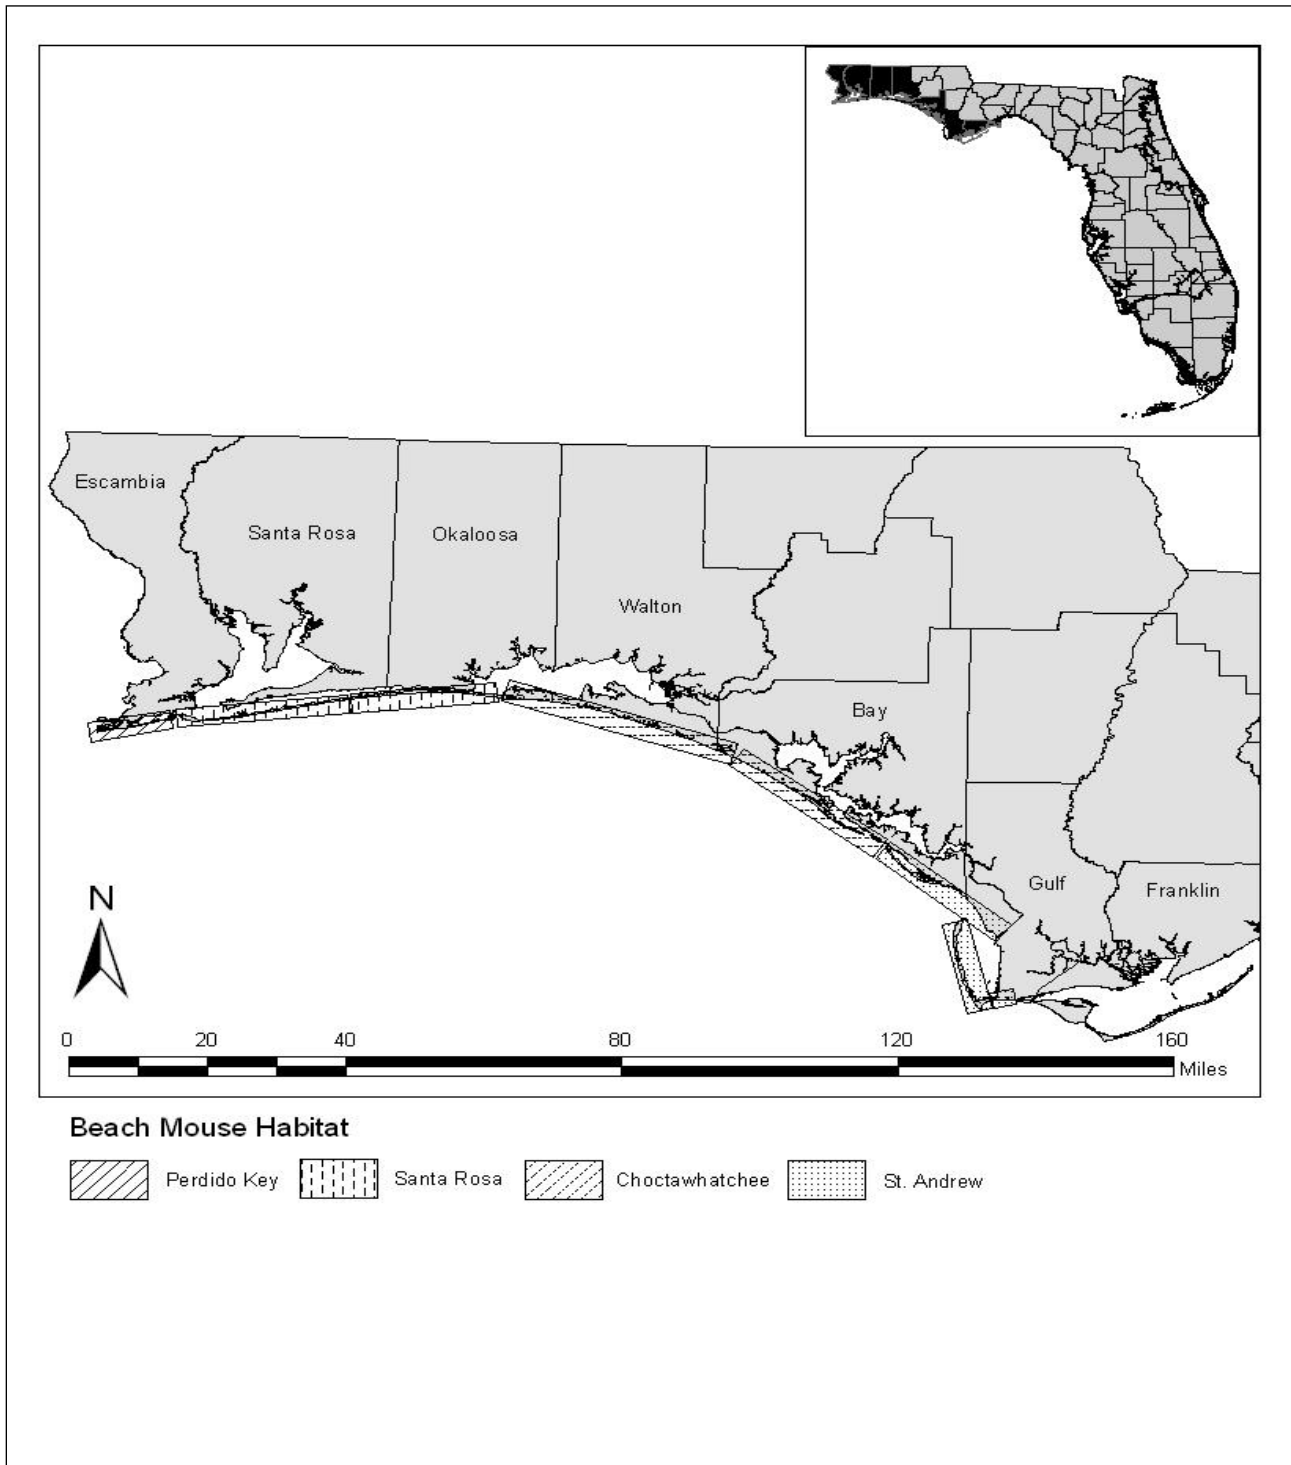 Escambia
Santa Rosa
Okaloosa
Walton
Bay
Gulf
Franklin
N
0 20 40 80 120 160
Miles
Beach Mouse Habitat
Perdido Key Santa Rosa Choctawhatchee St. Andrew